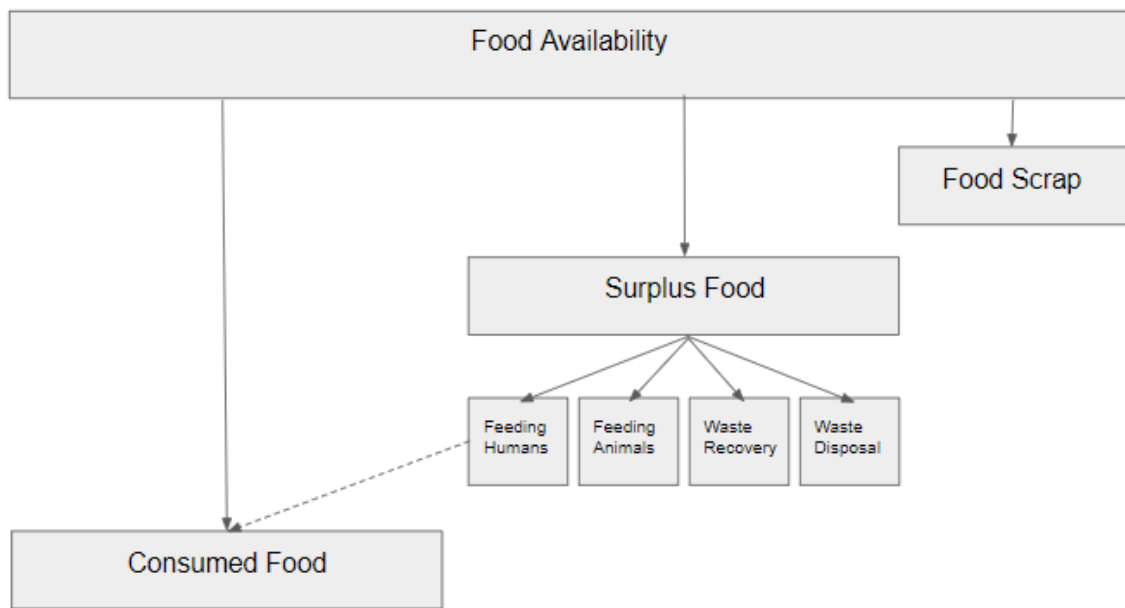 Food Availability
Food Scrap
Surplus Food
Feeding
Humans
Feeding
Animals
Waste
Recovery
Waste
Disposal
Consumed Food